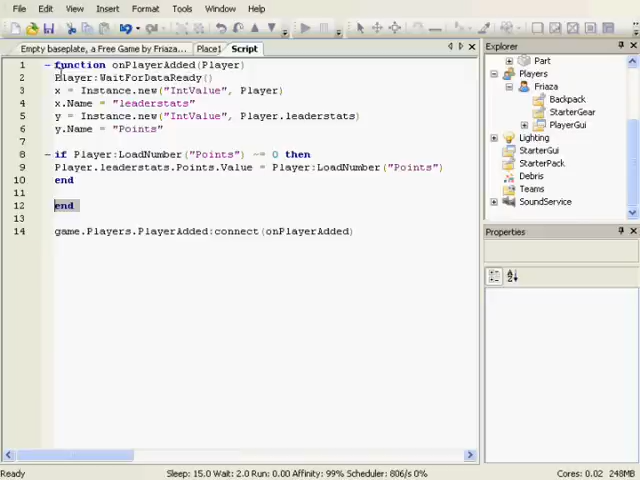 File Edit View Insert Format Tools Window Help
Empty baseplate, a Free Game by Friaza... Place1 Script
1 function onPlayerAdded(Player)
2 Player:WaitForDataReady()
3 x = Instance.new("IntValue", Player)
4 x.Name = "leaderstats"
5 y = Instance.new("IntValue", Player.leaderstats)
6 y.Name = "Points"
7
8 if Player:LoadNumber("Points") ~= 0 then
9 Player.leaderstats.Points.Value = Player:LoadNumber("Points")
10 end
11
12 end
13
14 game.Players.PlayerAdded:connect(onPlayerAdded)
Explorer
Part
Players
Friaza
Backpack
StarterGear
PlayerGui
Lighting
StarterGui
StarterPack
Debris
Teams
SoundService
Properties
Ready
Sleep: 15.0 Wait: 2.0 Run: 0.00 Affinity: 99% Scheduler: 806/s 0%
Cores: 0.02 248MB